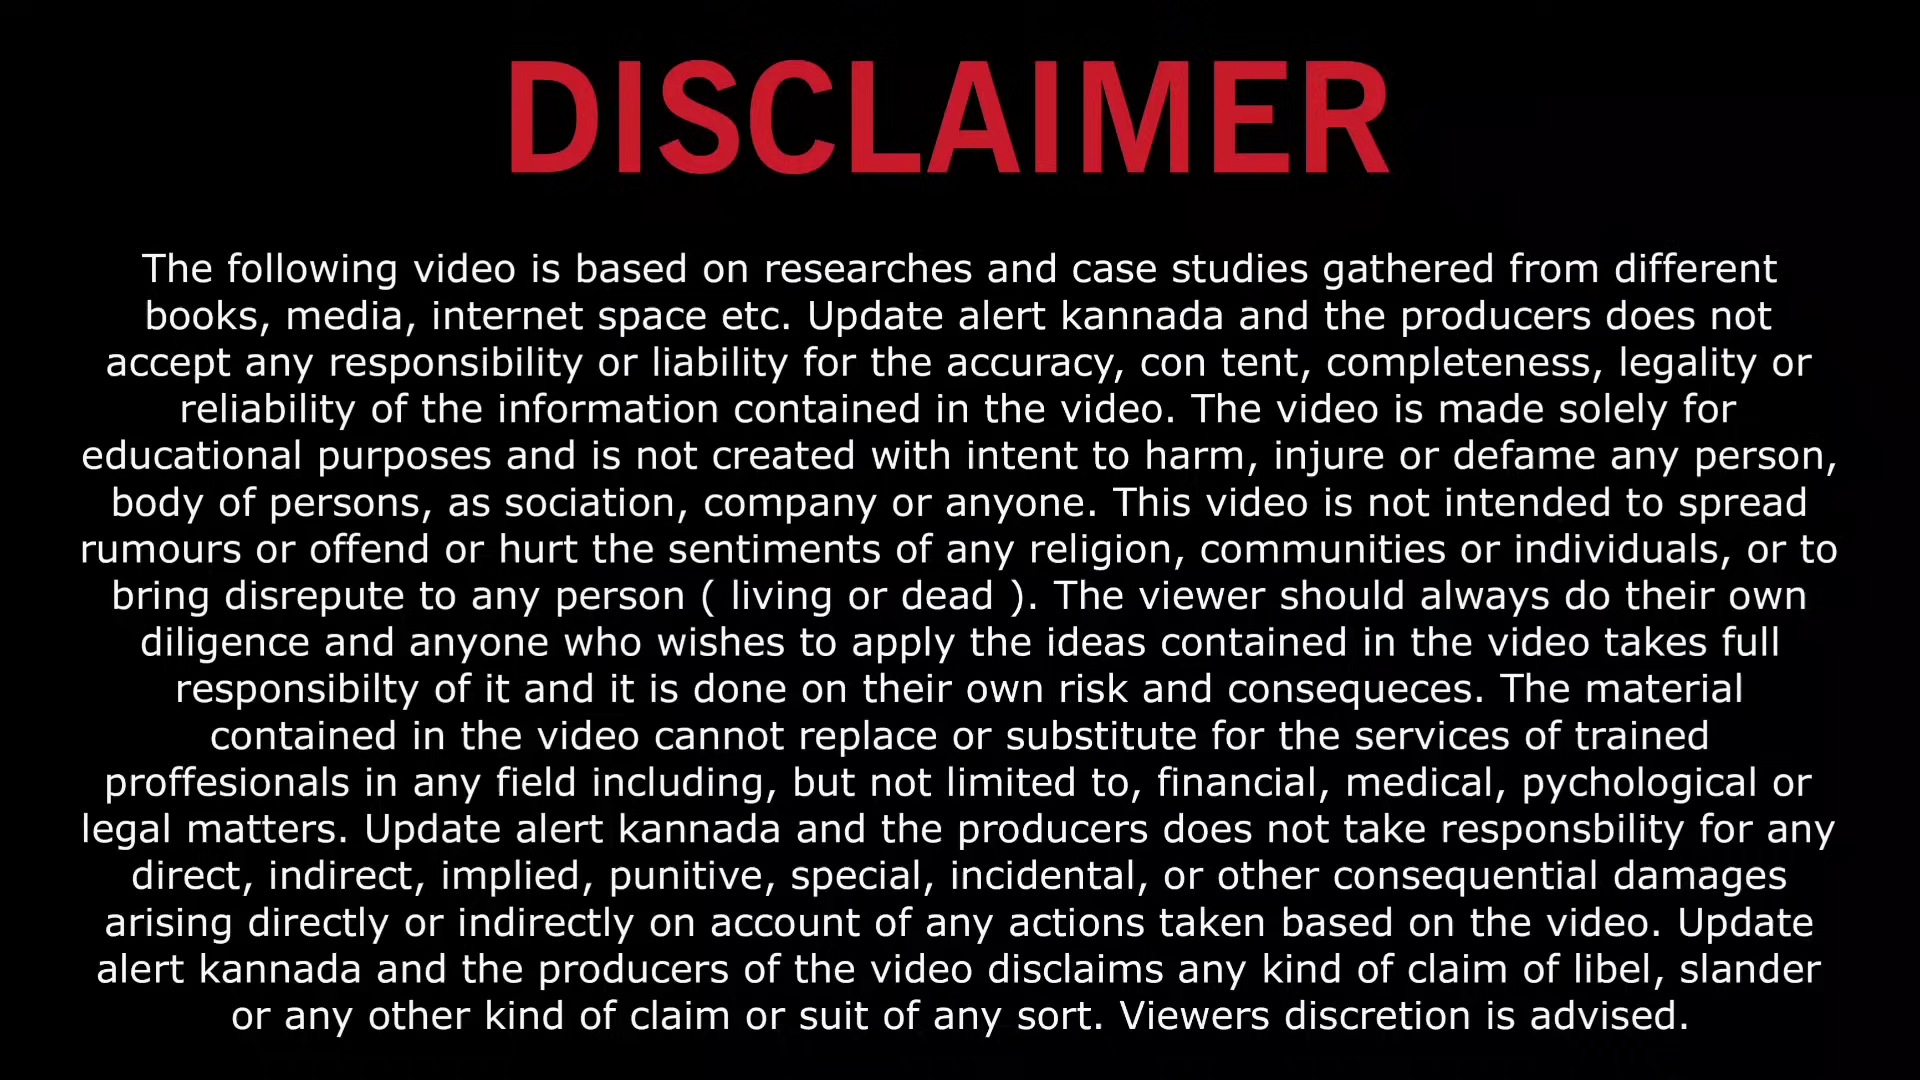 DISCLAIMER
The following video is based on researches and case studies gathered from different
books, media, internet space etc. Update alert kannada and the producers does not
accept any responsibility or liability for the accuracy, con tent, completeness, legality or
reliability of the information contained in the video. The video is made solely for
educational purposes and is not created with intent to harm, injure or defame any person,
body of persons, as sociation, company or anyone. This video is not intended to spread
rumours or offend or hurt the sentiments of any religion, communities or individuals, or to
bring disrepute to any person ( living or dead ). The viewer should always do their own
diligence and anyone who wishes to apply the ideas contained in the video takes full
responsibilty of it and it is done on their own risk and consequeces. The material
contained in the video cannot replace or substitute for the services of trained
proffesionals in any field including, but not limited to, financial, medical, pychological or
legal matters. Update alert kannada and the producers does not take responsbility for any
direct, indirect, implied, punitive, special, incidental, or other consequential damages
arising directly or indirectly on account of any actions taken based on the video. Update
alert kannada and the producers of the video disclaims any kind of claim of libel, slander
or any other kind of claim or suit of any sort. Viewers discretion is advised.